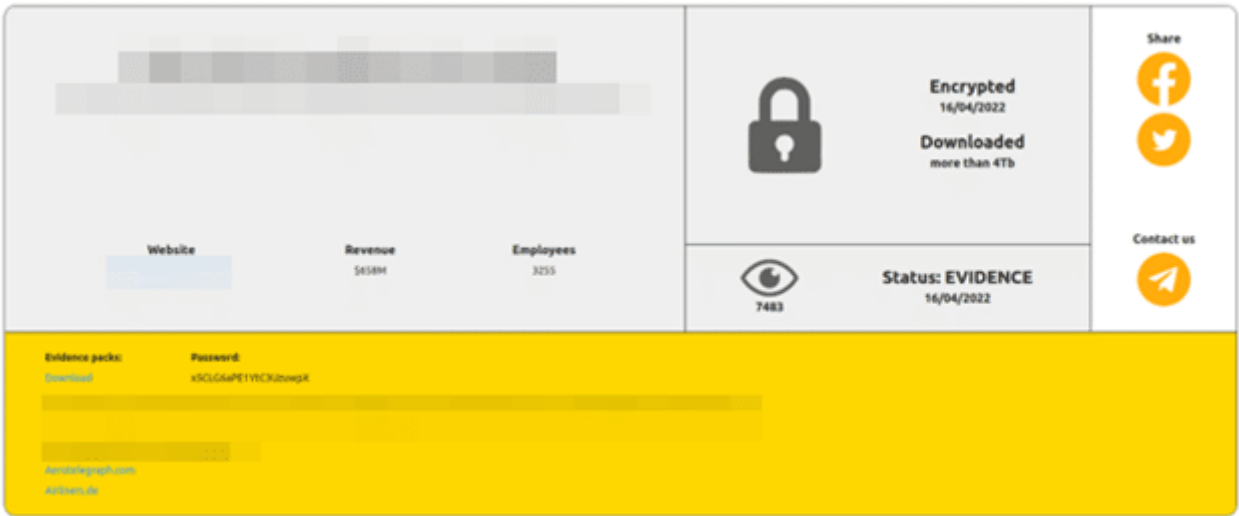 Website
Revenue
Employees
$658M
3255
Encrypted
16/04/2022
Downloaded
more than 4Tb
7483
Status: EVIDENCE
16/04/2022
Share
Contact us
Evidence packs:
Password:
Download
Aerotelegraph.com
Airliners.de